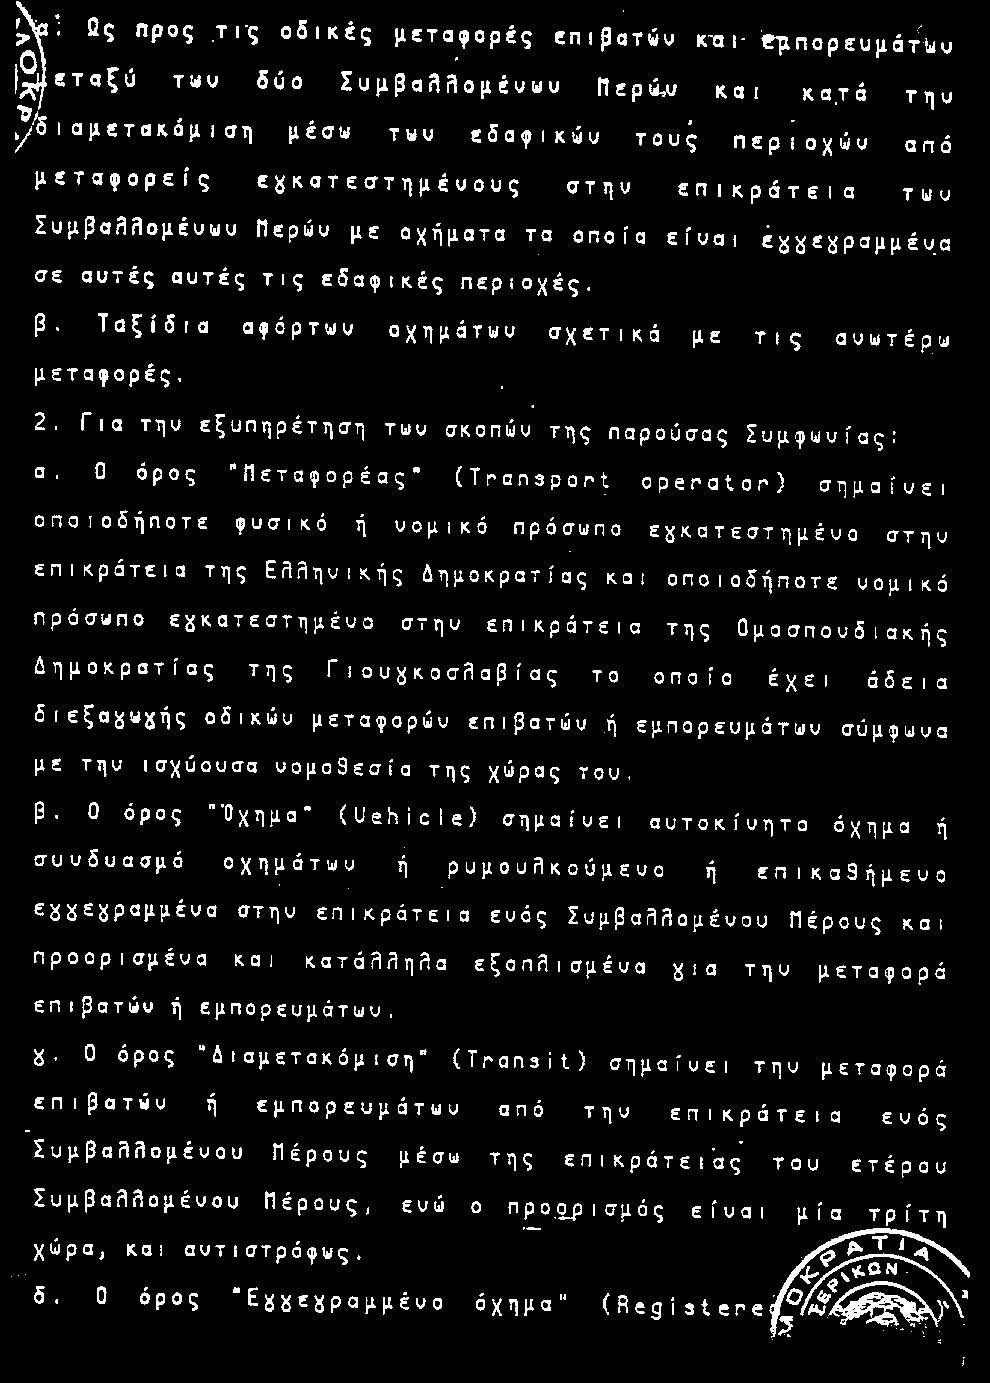 α. Ως προς τις οδικές μεταφορές επιβατών και εμπορευμάτων
μεταξύ των δύο Συμβαλλομένων Μερών και κατά την
διαμετακόμιση μέσω των εδαφικών τους περιοχών από
μεταφορείς εγκατεστημένους στην επικράτεια των
Συμβαλλομένων Μερών με οχήματα τα οποία είναι εγγεγραμμένα
σε αυτές αυτές τις εδαφικές περιοχές.
β. Ταξίδια αφόρτων οχημάτων σχετικά με τις ανωτέρω
μεταφορές.
2. Για την εξυπηρέτηση των σκοπών της παρούσας Συμφωνίας:
α. Ο όρος "Μεταφορέας" (Transport operator) σημαίνει
οποιοδήποτε φυσικό ή νομικό πρόσωπο εγκατεστημένο στην
επικράτεια της Ελληνικής Δημοκρατίας και οποιοδήποτε νομικό
πρόσωπο εγκατεστημένο στην επικράτεια της Ομοσπονδιακής
Δημοκρατίας της Γιουγκοσλαβίας το οποίο έχει άδεια
διεξαγωγής οδικών μεταφορών επιβατών ή εμπορευμάτων σύμφωνα
με την ισχύουσα νομοθεσία της χώρας του.
β. Ο όρος "Όχημα" (Vehicle) σημαίνει αυτοκίνητο όχημα ή
συνδυασμό οχημάτων ή ρυμουλκούμενο ή επικαθήμενο
εγγεγραμμένα στην επικράτεια ενός Συμβαλλομένου Μέρους και
προορισμένα και κατάλληλα εξοπλισμένα για την μεταφορά
επιβατών ή εμπορευμάτων.
γ. Ο όρος "Διαμετακόμιση" (Transit) σημαίνει την μεταφορά
επιβατών ή εμπορευμάτων από την επικράτεια ενός
Συμβαλλομένου Μέρους μέσω της επικράτειας του ετέρου
Συμβαλλομένου Μέρους, ενώ ο προορισμός είναι μία τρίτη
χώρα, και αντιστρόφως.
δ. Ο όρος "Εγγεγραμμένο όχημα" (Registere